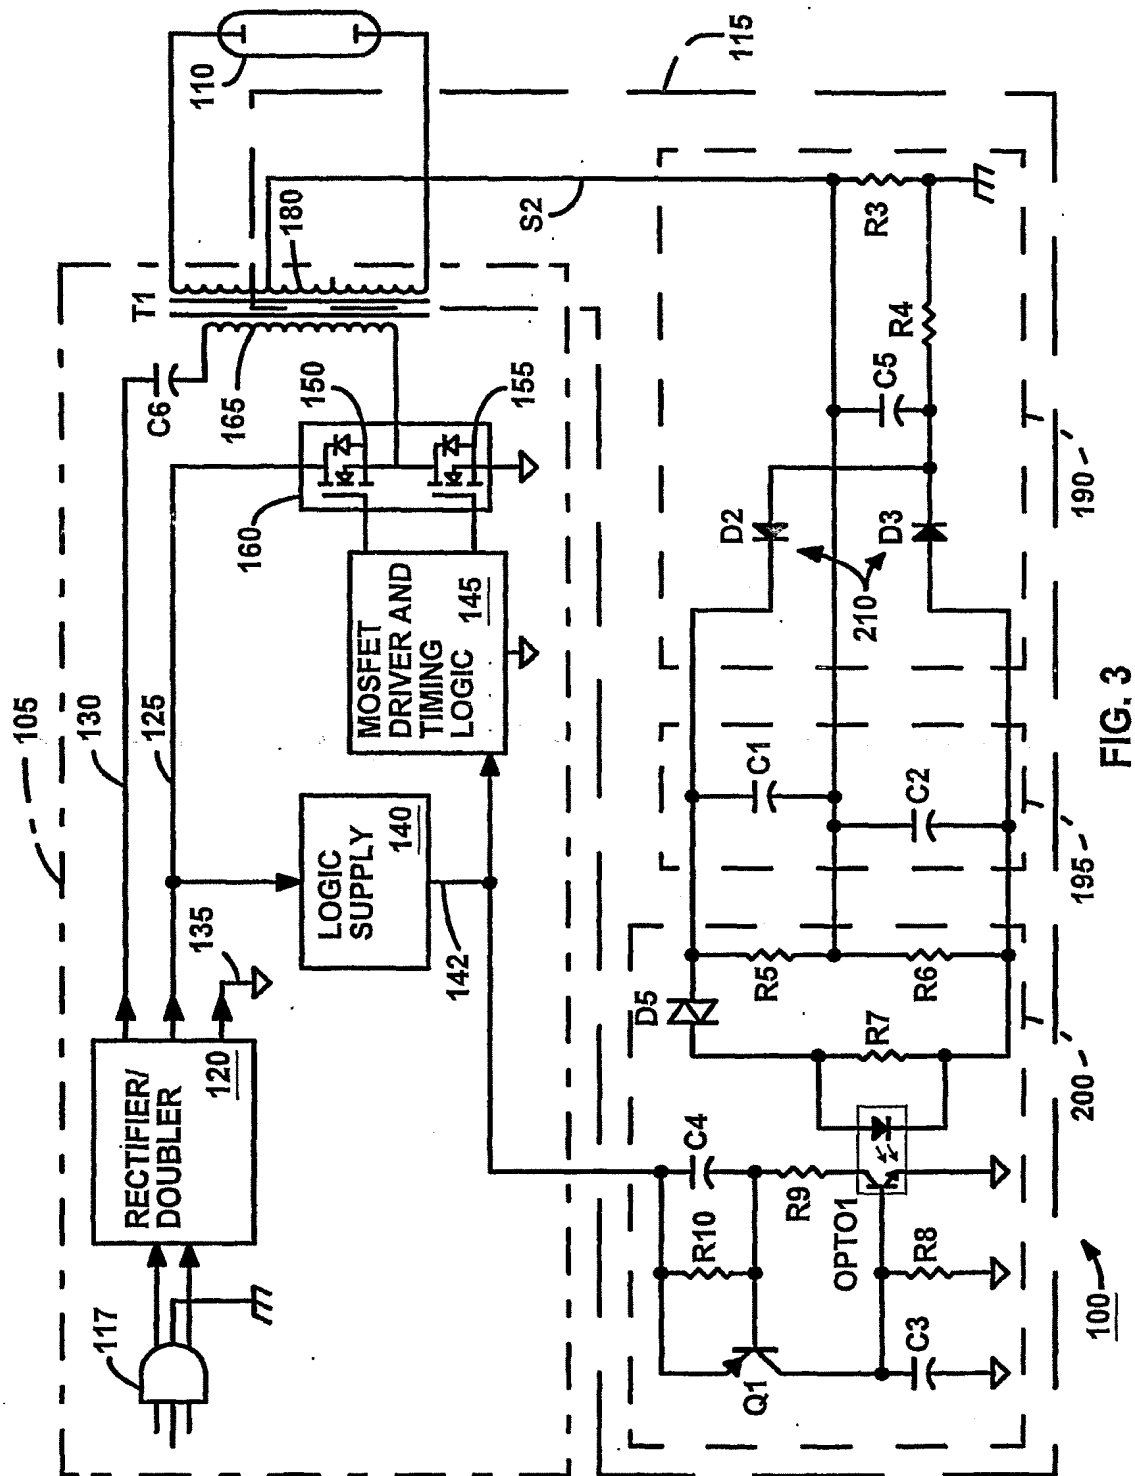 105
117
RECTIFIER/
DOUBLER
120
130
125
135
LOGIC
SUPPLY
140
142
MOSFET
DRIVER AND
TIMING
LOGIC
145
160
150
155
C6
165
T1
180
110
115
S2
Q1
R10
C4
R9
OPTO1
R8
C3
D5
R7
R5
R6
200
C1
C2
195
D2
D3
210
C5
R4
R3
190
100
FIG. 3